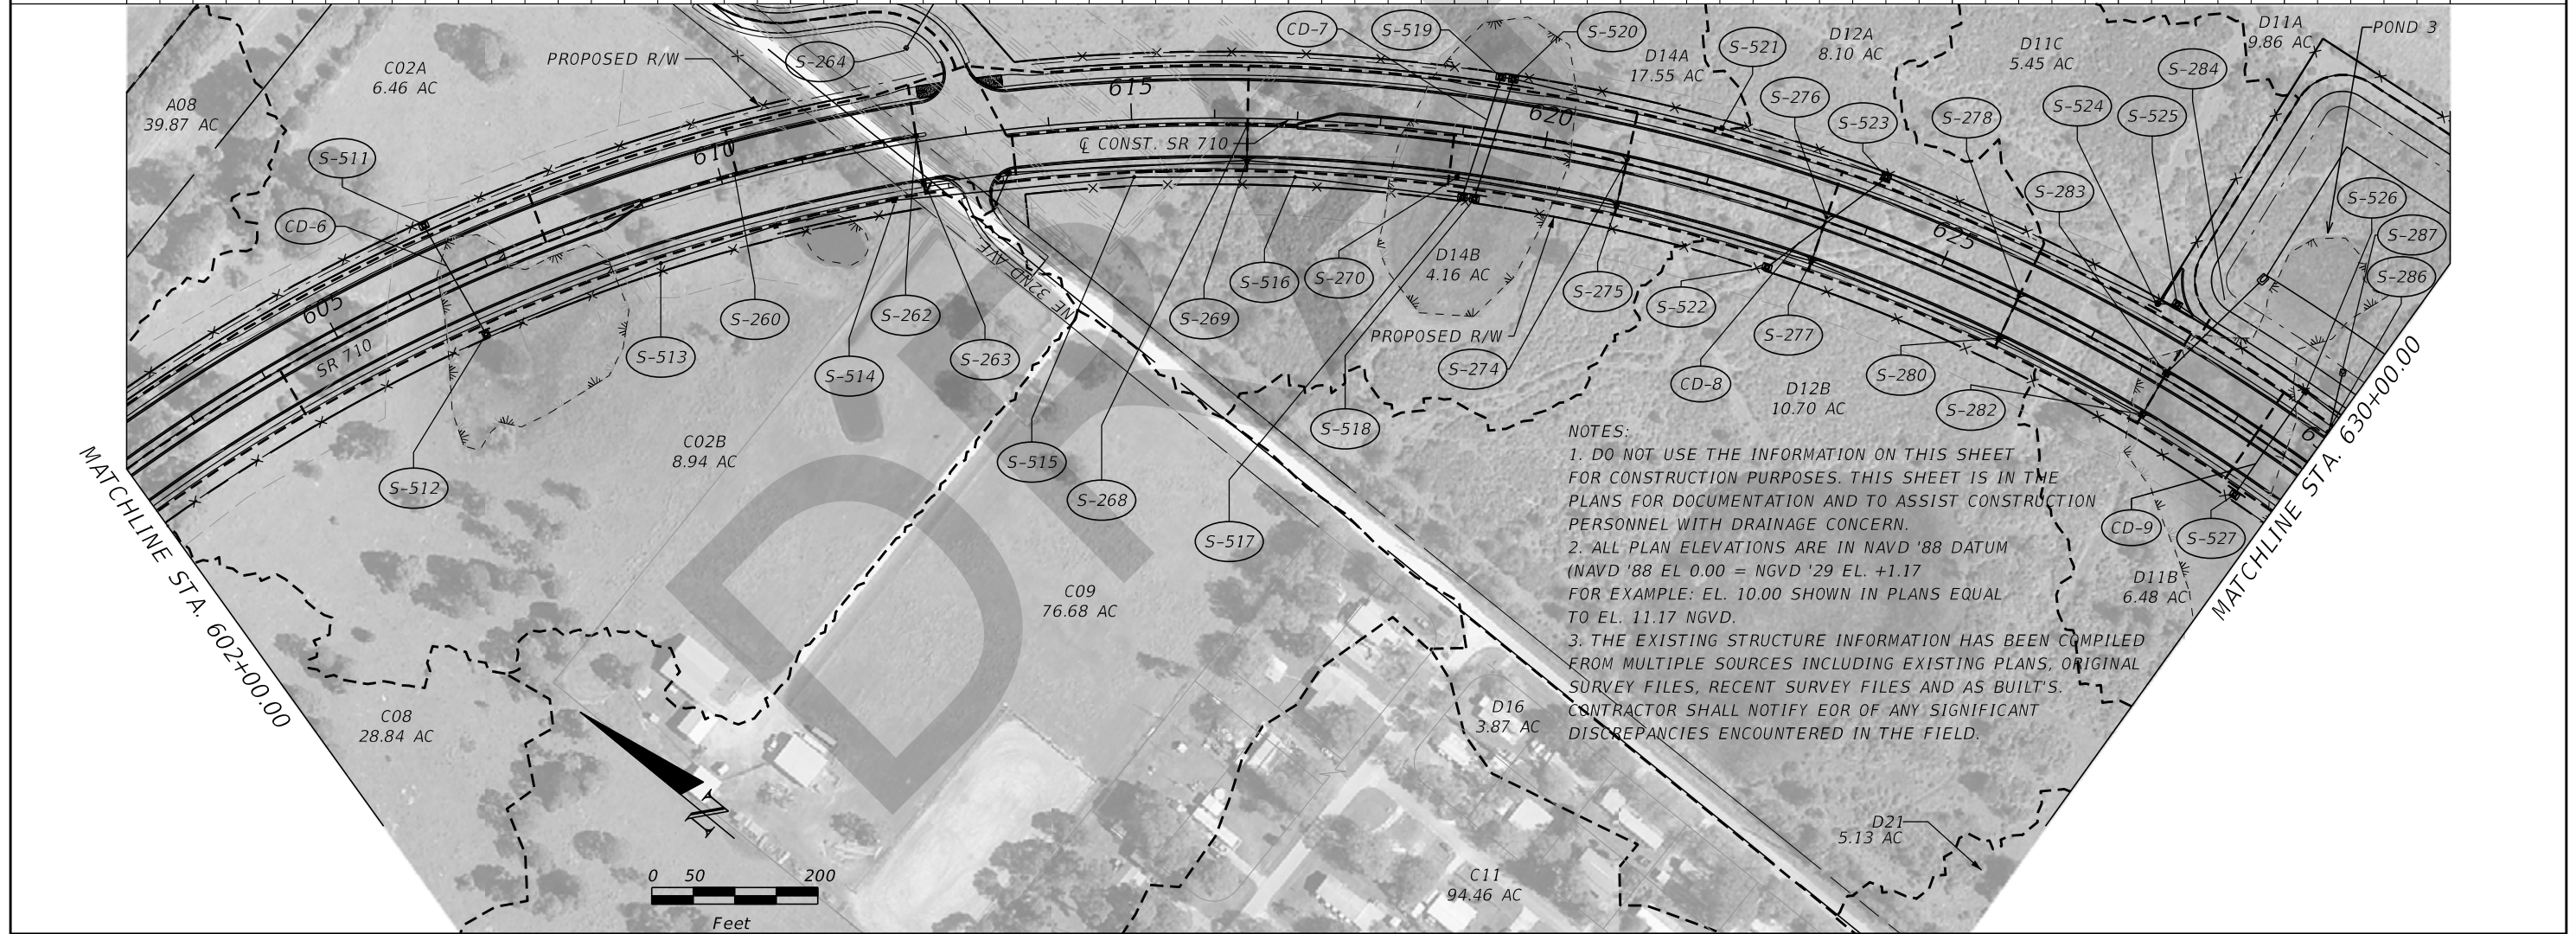 C02A
6.46 AC
A08
39.87 AC
PROPOSED R/W
S-264
CD-7
S-519
S-520
D14A
17.55 AC
S-521
D12A
8.10 AC
D11C
5.45 AC
D11A
9.86 AC
POND 3
S-284
S-276
S-523
S-278
S-524
S-525
615
620
℄ CONST. SR 710
610
S-511
CD-6
605
SR 710
625
S-283
S-526
S-287
S-286
D14B
4.16 AC
S-516
S-270
S-275
S-522
S-277
NE 32ND AVE
S-513
S-260
S-262
S-263
S-514
S-269
PROPOSED R/W
S-274
CD-8
S-280
S-282
D12B
10.70 AC
S-518
S-515
S-268
S-517
S-512
C02B
8.94 AC
CD-9
S-527
D11B
6.48 AC
MATCHLINE STA. 602+00.00
MATCHLINE STA. 630+00.00
NOTES:
1. DO NOT USE THE INFORMATION ON THIS SHEET
FOR CONSTRUCTION PURPOSES. THIS SHEET IS IN THE
PLANS FOR DOCUMENTATION AND TO ASSIST CONSTRUCTION
PERSONNEL WITH DRAINAGE CONCERN.
2. ALL PLAN ELEVATIONS ARE IN NAVD '88 DATUM
(NAVD '88 EL 0.00 = NGVD '29 EL. +1.17
FOR EXAMPLE: EL. 10.00 SHOWN IN PLANS EQUAL
TO EL. 11.17 NGVD.
3. THE EXISTING STRUCTURE INFORMATION HAS BEEN COMPILED
FROM MULTIPLE SOURCES INCLUDING EXISTING PLANS, ORIGINAL
SURVEY FILES, RECENT SURVEY FILES AND AS BUILT'S.
CONTRACTOR SHALL NOTIFY EOR OF ANY SIGNIFICANT
DISCREPANCIES ENCOUNTERED IN THE FIELD.
C09
76.68 AC
C08
28.84 AC
D16
3.87 AC
C11
94.46 AC
D21
5.13 AC
N
0 50 200
Feet